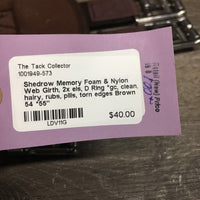 The Tack Collector
1001949-573
Shedrow Memory Foam & Nylon
Web Girth, 2x els, D Ring *gc, clean,
hairy, rubs, pills, torn edges Brown
54 *55"
$40.00
LDV11G